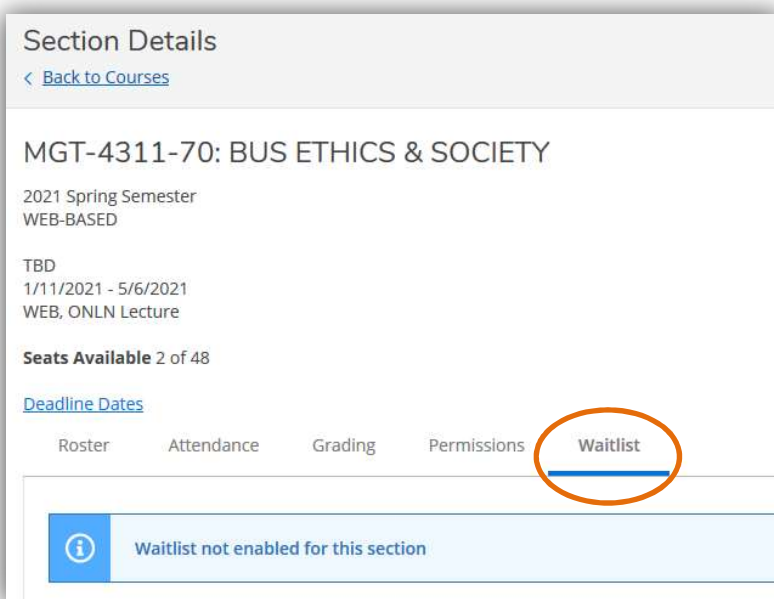 Section Details
< Back to Courses
MGT-4311-70: BUS ETHICS & SOCIETY
2021 Spring Semester
WEB-BASED
TBD
1/11/2021 - 5/6/2021
WEB, ONLN Lecture
Seats Available 2 of 48
Deadline Dates
Roster Attendance Grading Permissions Waitlist
Waitlist not enabled for this section